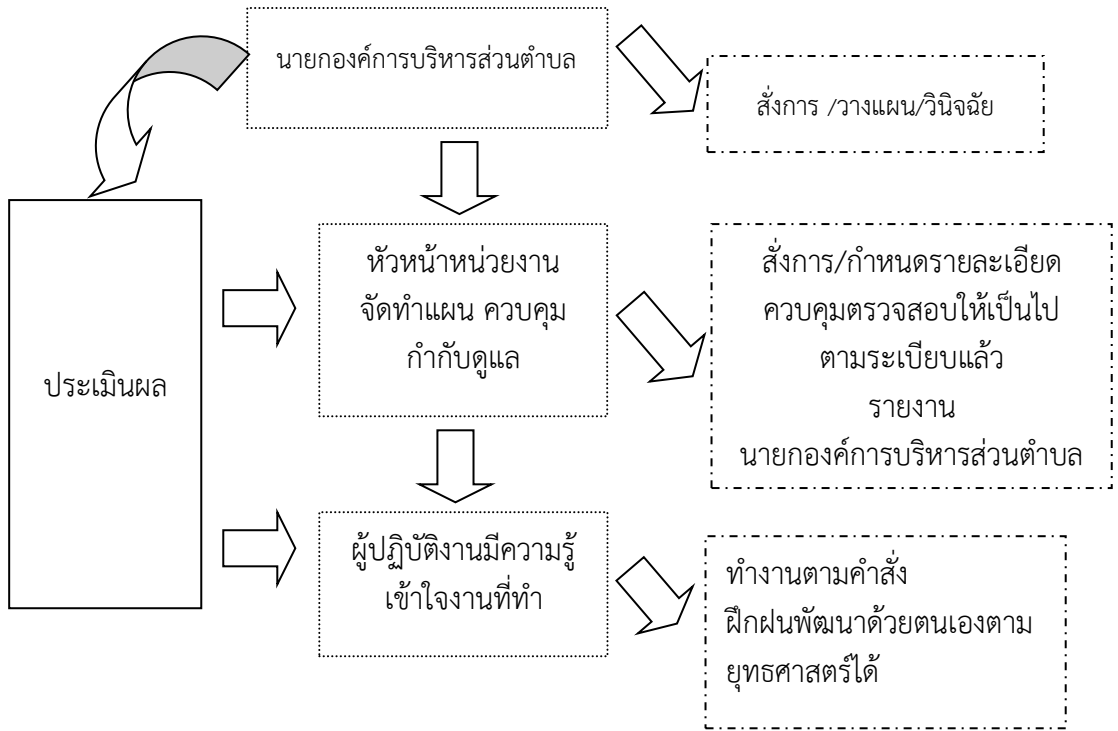 นายกองค์การบริหารส่วนตำบล
สั่งการ /วางแผน/วินิจฉัย
ประเมินผล
หัวหน้าหน่วยงาน
จัดทำแผน ควบคุม
กำกับดูแล
สั่งการ/กำหนดรายละเอียด
ควบคุมตรวจสอบให้เป็นไป
ตามระเบียบแล้ว
รายงาน
นายกองค์การบริหารส่วนตำบล
ผู้ปฏิบัติงานมีความรู้
เข้าใจงานที่ทำ
ทำงานตามคำสั่ง
ฝึกฝนพัฒนาด้วยตนเองตาม
ยุทธศาสตร์ได้